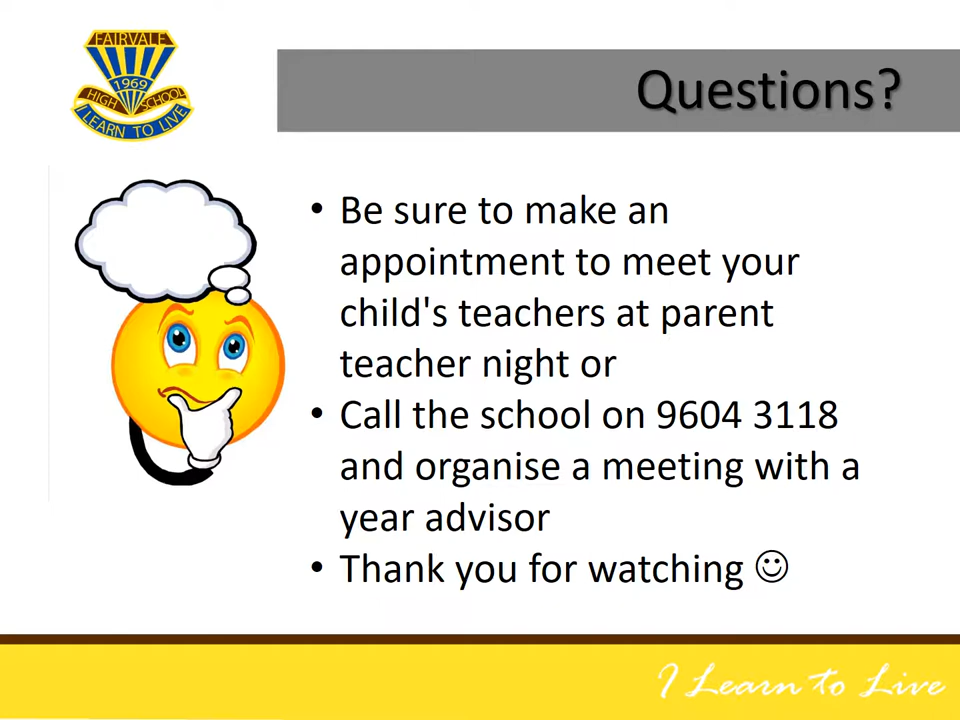 FAIRVALE
1969
HIGH SCHOOL
I LEARN TO LIVE
Questions?
• Be sure to make an
appointment to meet your
child's teachers at parent
teacher night or
• Call the school on 9604 3118
and organise a meeting with a
year advisor
• Thank you for watching ☺
I Learn to Live